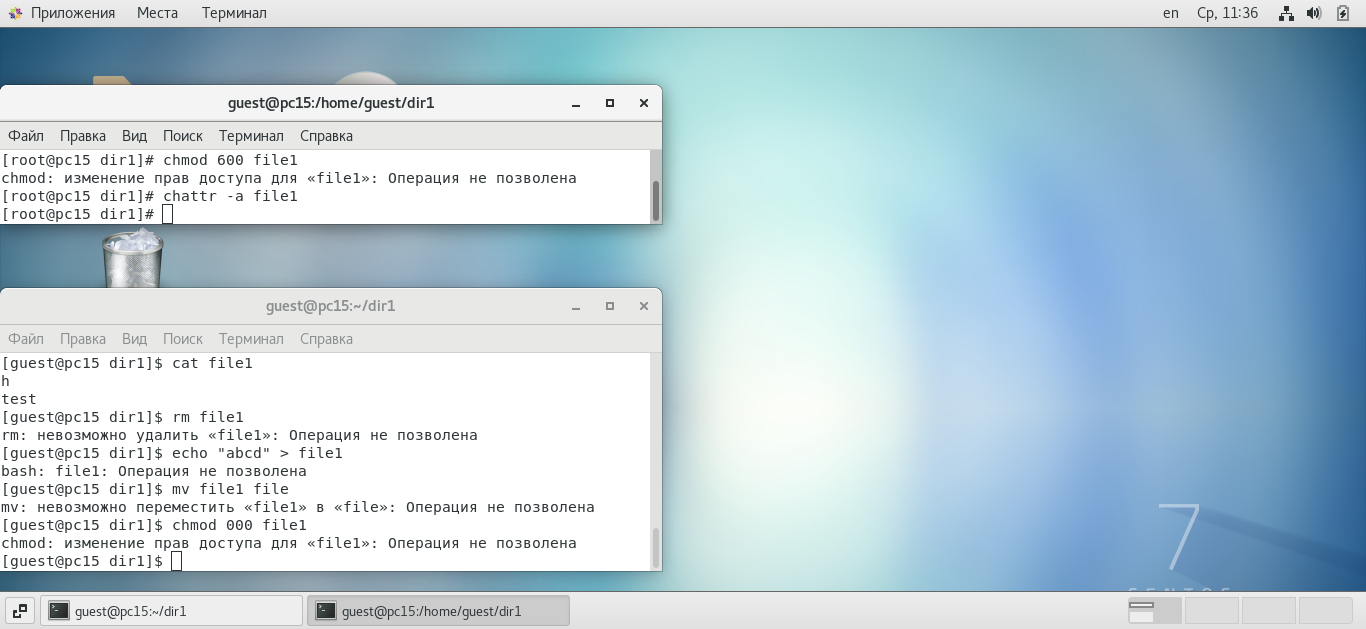 Приложения Места Терминал en Ср, 11:36
guest@pc15:/home/guest/dir1
Файл Правка Вид Поиск Терминал Справка
[root@pc15 dir1]# chmod 600 file1
chmod: изменение прав доступа для «file1»: Операция не позволена
[root@pc15 dir1]# chattr -a file1
[root@pc15 dir1]#
guest@pc15:~/dir1
Файл Правка Вид Поиск Терминал Справка
[guest@pc15 dir1]$ cat file1
h
test
[guest@pc15 dir1]$ rm file1
rm: невозможно удалить «file1»: Операция не позволена
[guest@pc15 dir1]$ echo "abcd" > file1
bash: file1: Операция не позволена
[guest@pc15 dir1]$ mv file1 file
mv: невозможно переместить «file1» в «file»: Операция не позволена
[guest@pc15 dir1]$ chmod 000 file1
chmod: изменение прав доступа для «file1»: Операция не позволена
[guest@pc15 dir1]$
7
guest@pc15:~/dir1 guest@pc15:/home/guest/dir1